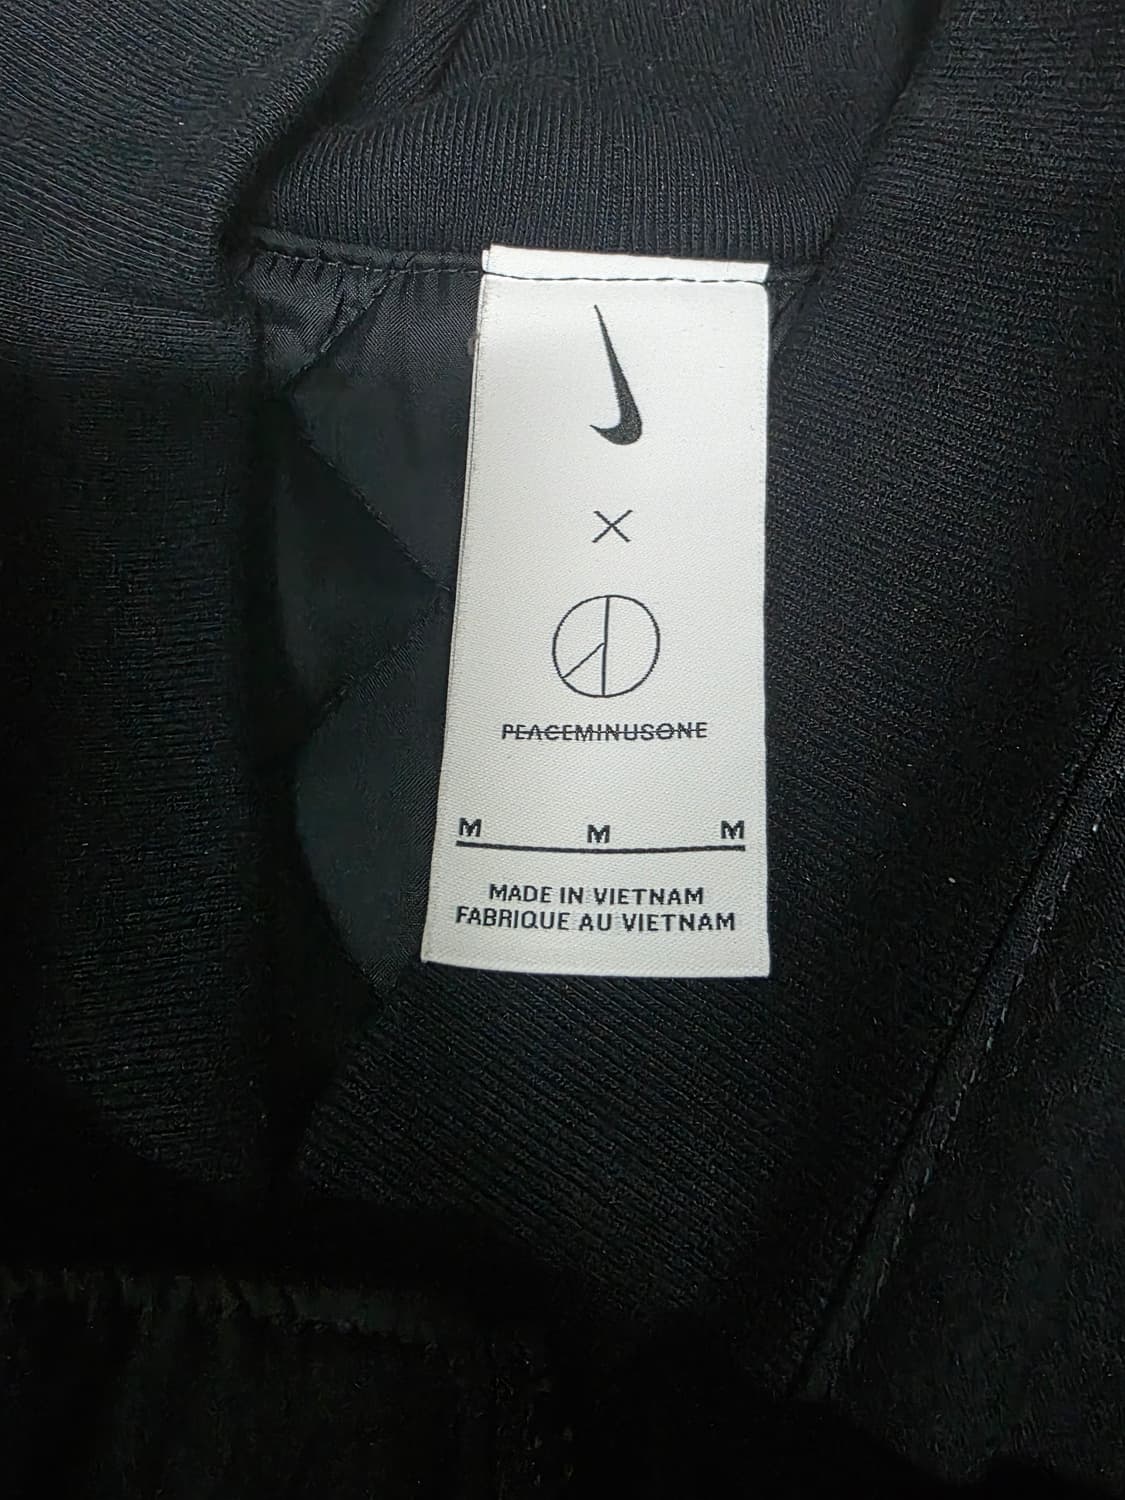 ×
PEACEMINUSONE
M M M
MADE IN VIETNAM
FABRIQUE AU VIETNAM